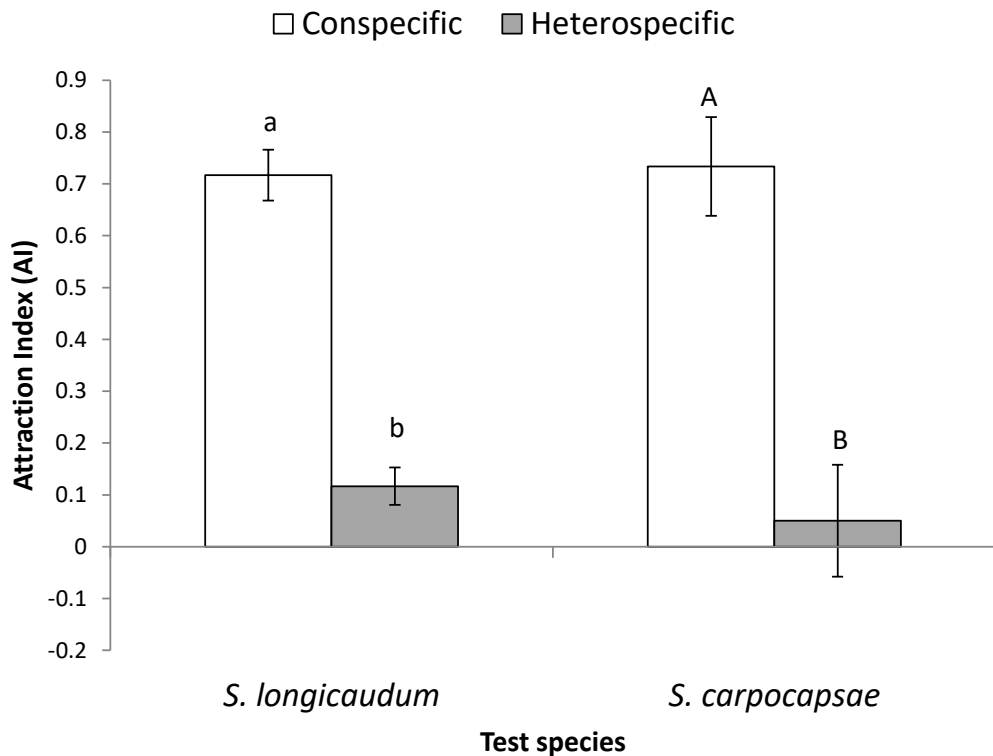 Conspecific Heterospecific
0.9
0.8
0.7
0.6
0.5
0.4
0.3
0.2
0.1
0
-0.1
-0.2
Attraction Index (AI)
a
b
A
B
S. longicaudum S. carpocapsae
Test species